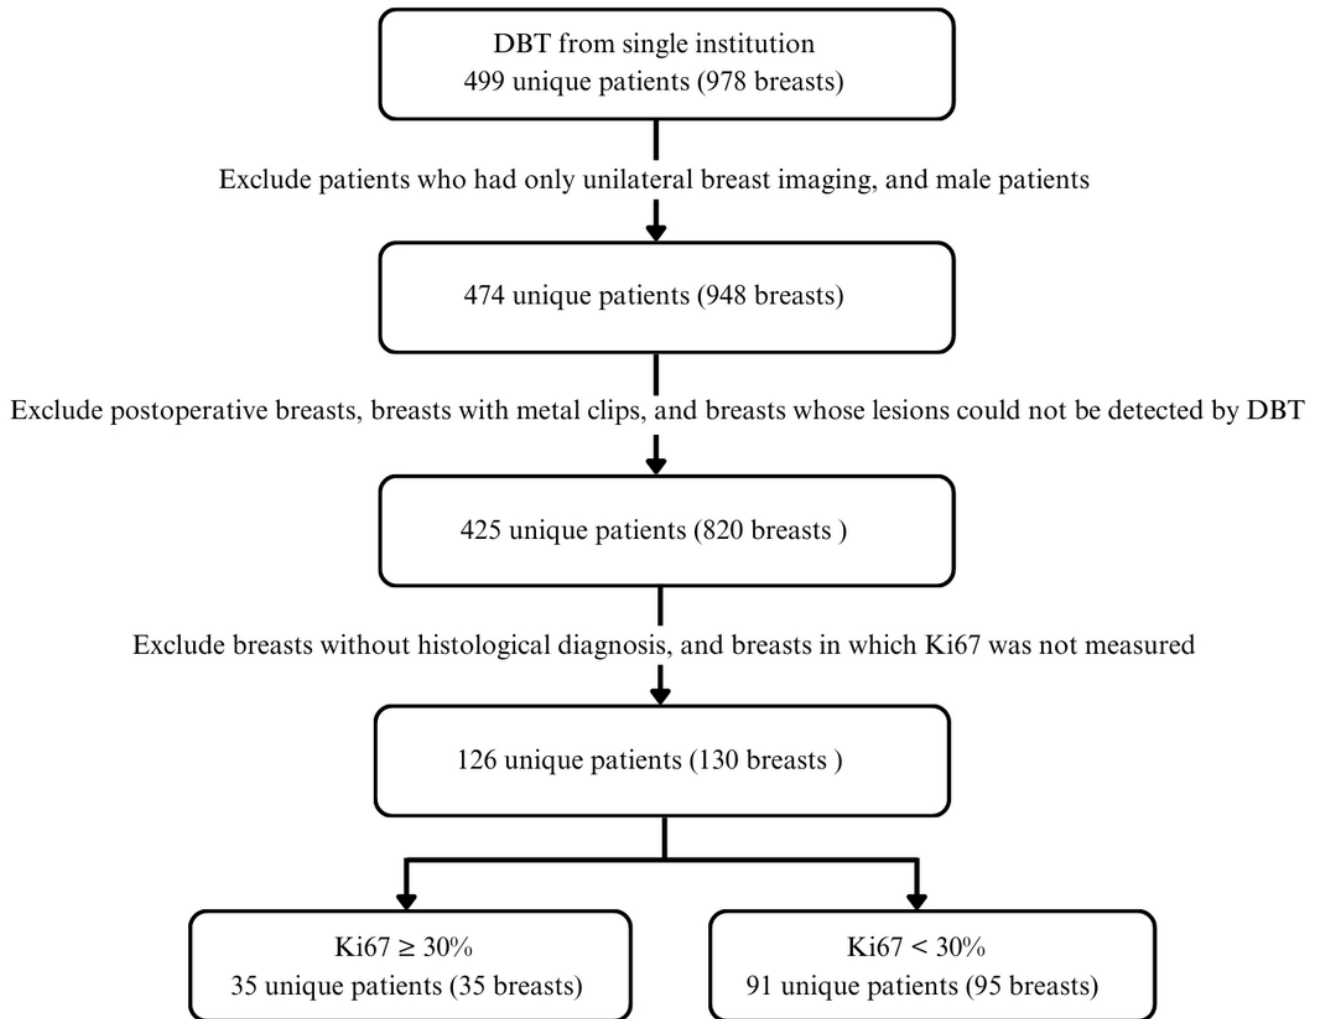 DBT from single institution
499 unique patients (978 breasts)
Exclude patients who had only unilateral breast imaging, and male patients
474 unique patients (948 breasts)
Exclude postoperative breasts, breasts with metal clips, and breasts whose lesions could not be detected by DBT
425 unique patients (820 breasts )
Exclude breasts without histological diagnosis, and breasts in which Ki67 was not measured
126 unique patients (130 breasts )
Ki67 ≥ 30%
35 unique patients (35 breasts)
Ki67 < 30%
91 unique patients (95 breasts)